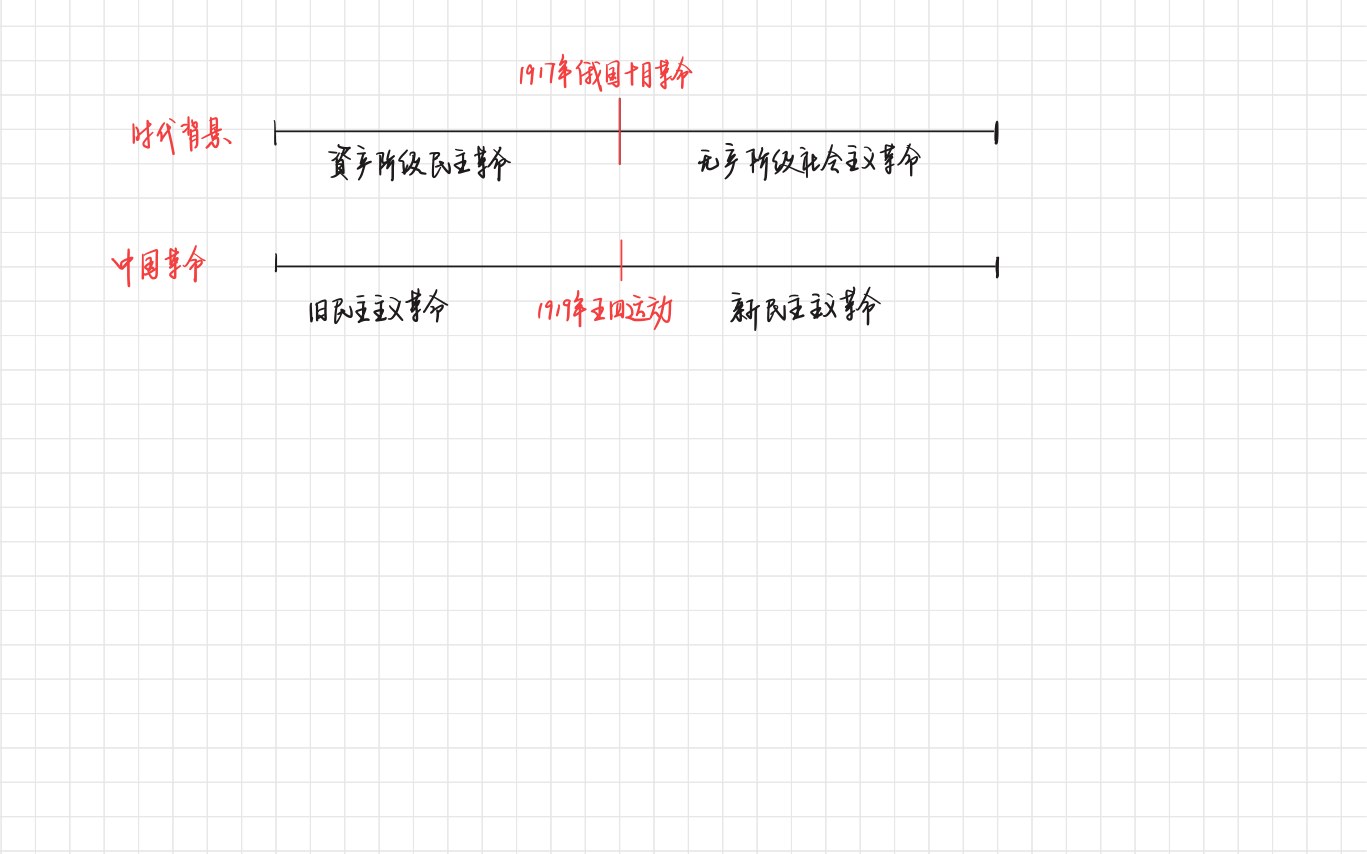 1917年俄国十月革命
时代背景
资产阶级民主革命
无产阶级社会主义革命
中国革命
旧民主主义革命
1919年五四运动
新民主主义革命